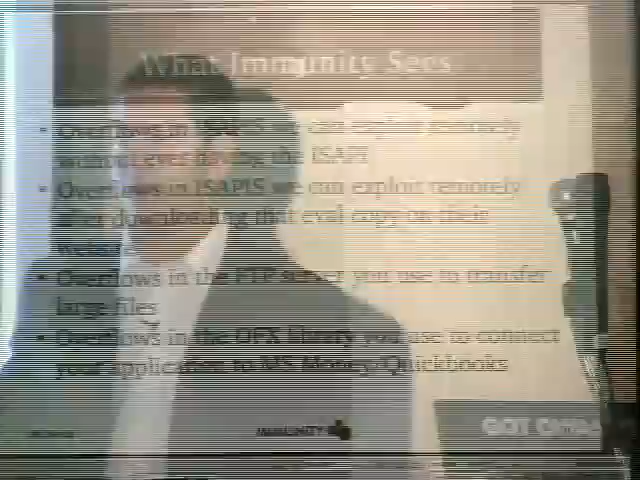 What Immunity Sees
• Overflows in ISAPIS we can exploit remotely
without ever having the ISAPI
• Overflows in ISAPIS we can exploit remotely
after downloading that eval copy on their
website
• Overflows in the FTP server you use to transfer
large files
• Overflows in the OFX library you use to connect
your application to MS Money/Quickbooks
IMMUNITY
GOT